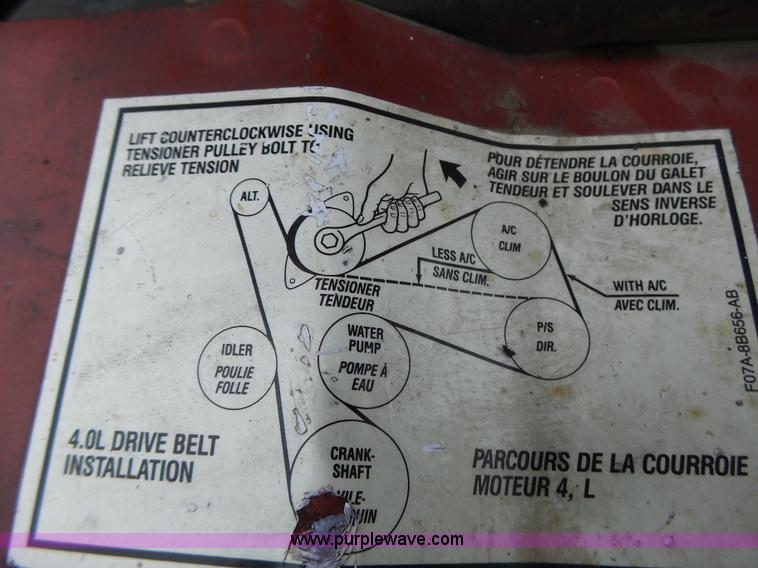 LIFT COUNTERCLOCKWISE USING
TENSIONER PULLEY BOLT TO
RELIEVE TENSION
POUR DÉTENDRE LA COURROIE,
AGIR SUR LE BOULON DU GALET
TENDEUR ET SOULEVER DANS LE
SENS INVERSE
D'HORLOGE.
ALT.
A/C
CLIM
LESS A/C
SANS CLIM.
TENSIONER
TENDEUR
WITH A/C
AVEC CLIM.
P/S
DIR.
WATER
PUMP
POMPE À
EAU
IDLER
POULIE
FOLLE
F07A-8B656-AB
4.0L DRIVE BELT
INSTALLATION
CRANK-
SHAFT
PARCOURS DE LA COURROIE
MOTEUR 4, L
www.purplewave.com